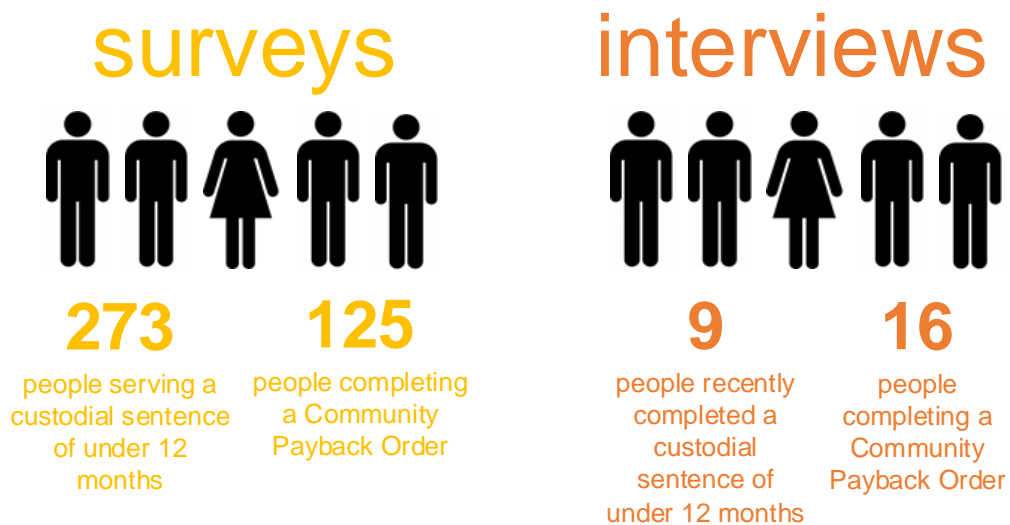 surveys
273
people serving a
custodial sentence
of under 12
months
125
people completing
a Community
Payback Order
interviews
9
people recently
completed a
custodial
sentence of
under 12 months
16
people
completing a
Community
Payback Order